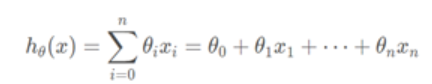 h_θ(x) = ∑_{i=0}^{n} θ_i x_i = θ_0 + θ_1 x_1 + ⋯ + θ_n x_n